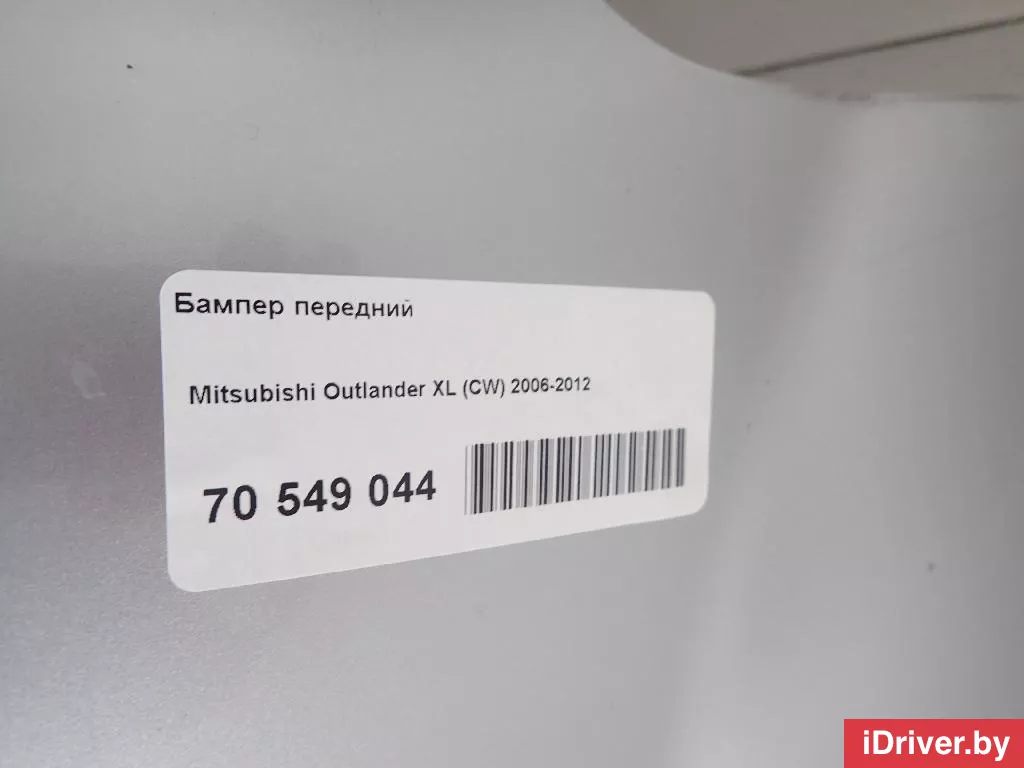 Бампер передний
Mitsubishi Outlander XL (CW) 2006-2012
70 549 044
iDriver.by